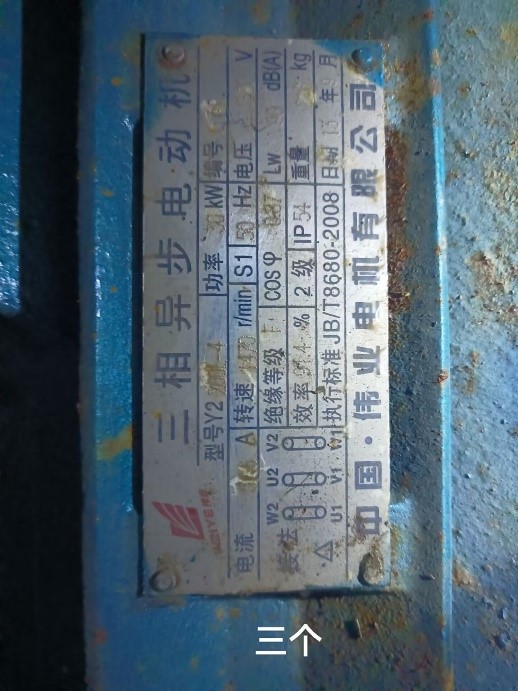 三相异步电动机
型号Y2 -4 功率 30 kW 编号
电流 A 转速 r/min S1 50 Hz 电压 V
接法 △ W2 U2 V2 U1 V1 W1
绝缘等级 F COS φ Lw dB(A)
效率 % 2 级 IP 54 重量 kg
执行标准 JB/T8680-2008 日期 年 月
中国·伟业电机有限公司
三个